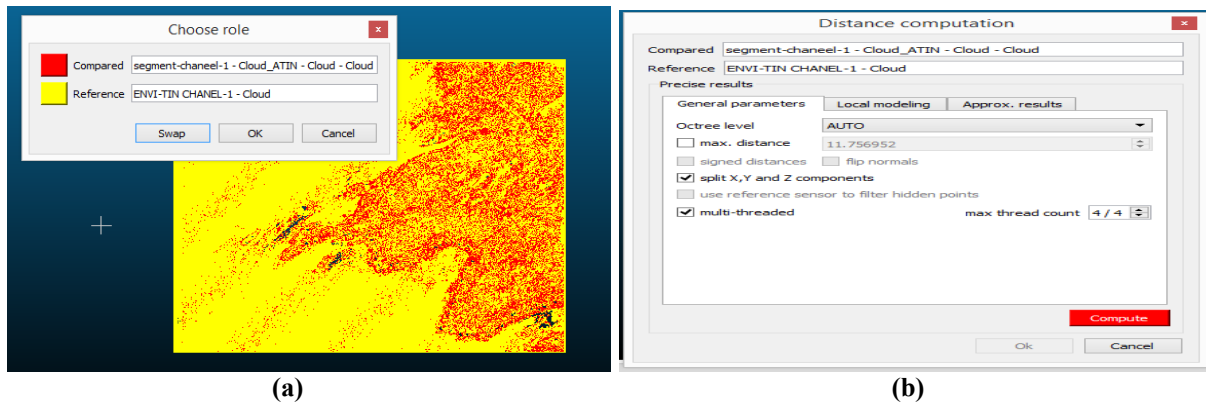 Choose role
x
Compared segment-chaneel-1 - Cloud_ATIN - Cloud - Cloud
Reference ENVI-TIN CHANEL-1 - Cloud
Swap OK Cancel
(a)
Distance computation
x
Compared segment-chaneel-1 - Cloud_ATIN - Cloud - Cloud
Reference ENVI-TIN CHANEL-1 - Cloud
Precise results
General parameters Local modeling Approx. results
Octree level AUTO
max. distance 11.756952
signed distances flip normals
split X,Y and Z components
use reference sensor to filter hidden points
multi-threaded max thread count 4 / 4
Compute
Ok Cancel
(b)